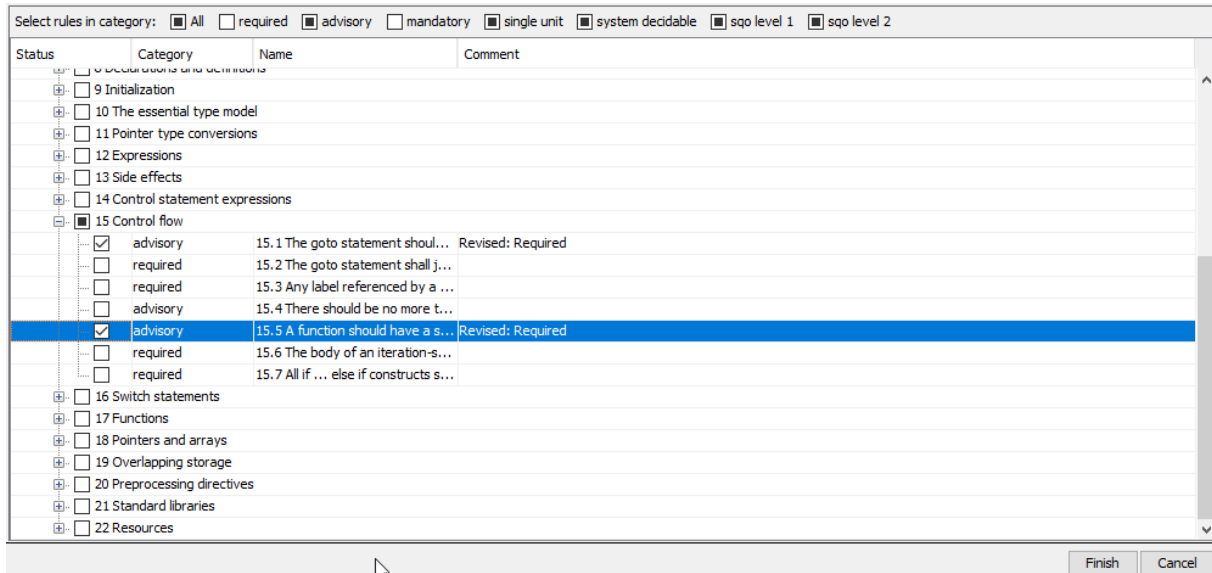 Select rules in category: All required advisory mandatory single unit system decidable sqo level 1 sqo level 2
Status Category Name Comment
8 Declarations and definitions
9 Initialization
10 The essential type model
11 Pointer type conversions
12 Expressions
13 Side effects
14 Control statement expressions
15 Control flow
advisory 15.1 The goto statement shoul... Revised: Required
required 15.2 The goto statement shall j...
required 15.3 Any label referenced by a ...
advisory 15.4 There should be no more t...
advisory 15.5 A function should have a s... Revised: Required
required 15.6 The body of an iteration-s...
required 15.7 All if ... else if constructs s...
16 Switch statements
17 Functions
18 Pointers and arrays
19 Overlapping storage
20 Preprocessing directives
21 Standard libraries
22 Resources
Finish Cancel